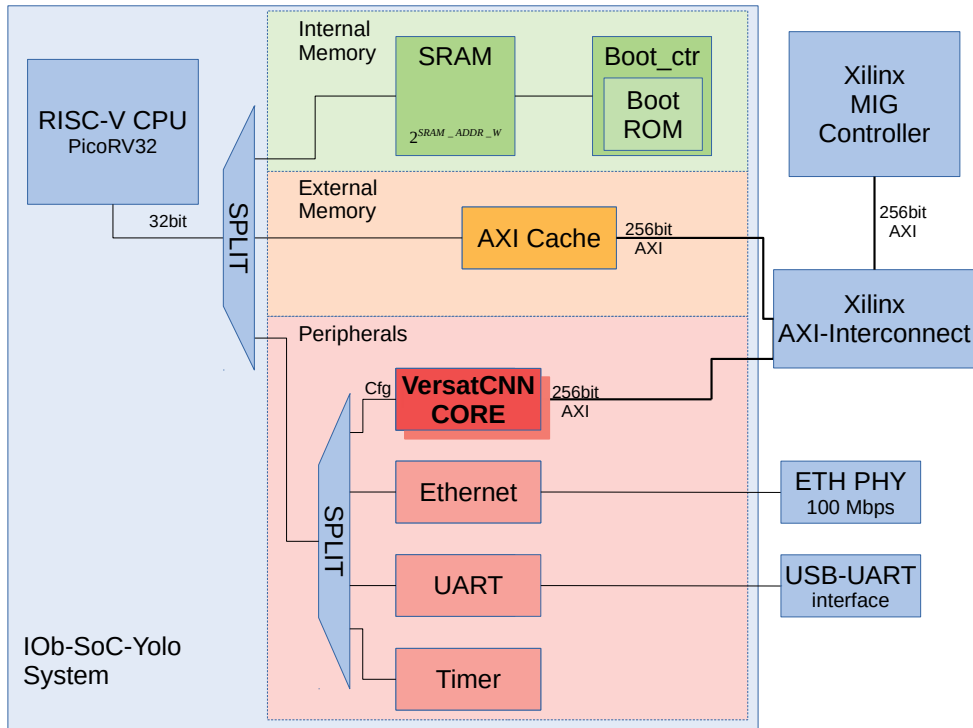 Internal
Memory
SRAM
2^SRAM_ADDR_W
Boot_ctr
Boot
ROM
Xilinx
MIG
Controller
RISC-V CPU
PicoRV32
32bit
SPLIT
External
Memory
AXI Cache
256bit
AXI
256bit
AXI
Xilinx
AXI-Interconnect
Peripherals
Cfg
VersatCNN
CORE
256bit
AXI
SPLIT
Ethernet
ETH PHY
100 Mbps
UART
USB-UART
interface
Timer
IOb-SoC-Yolo
System